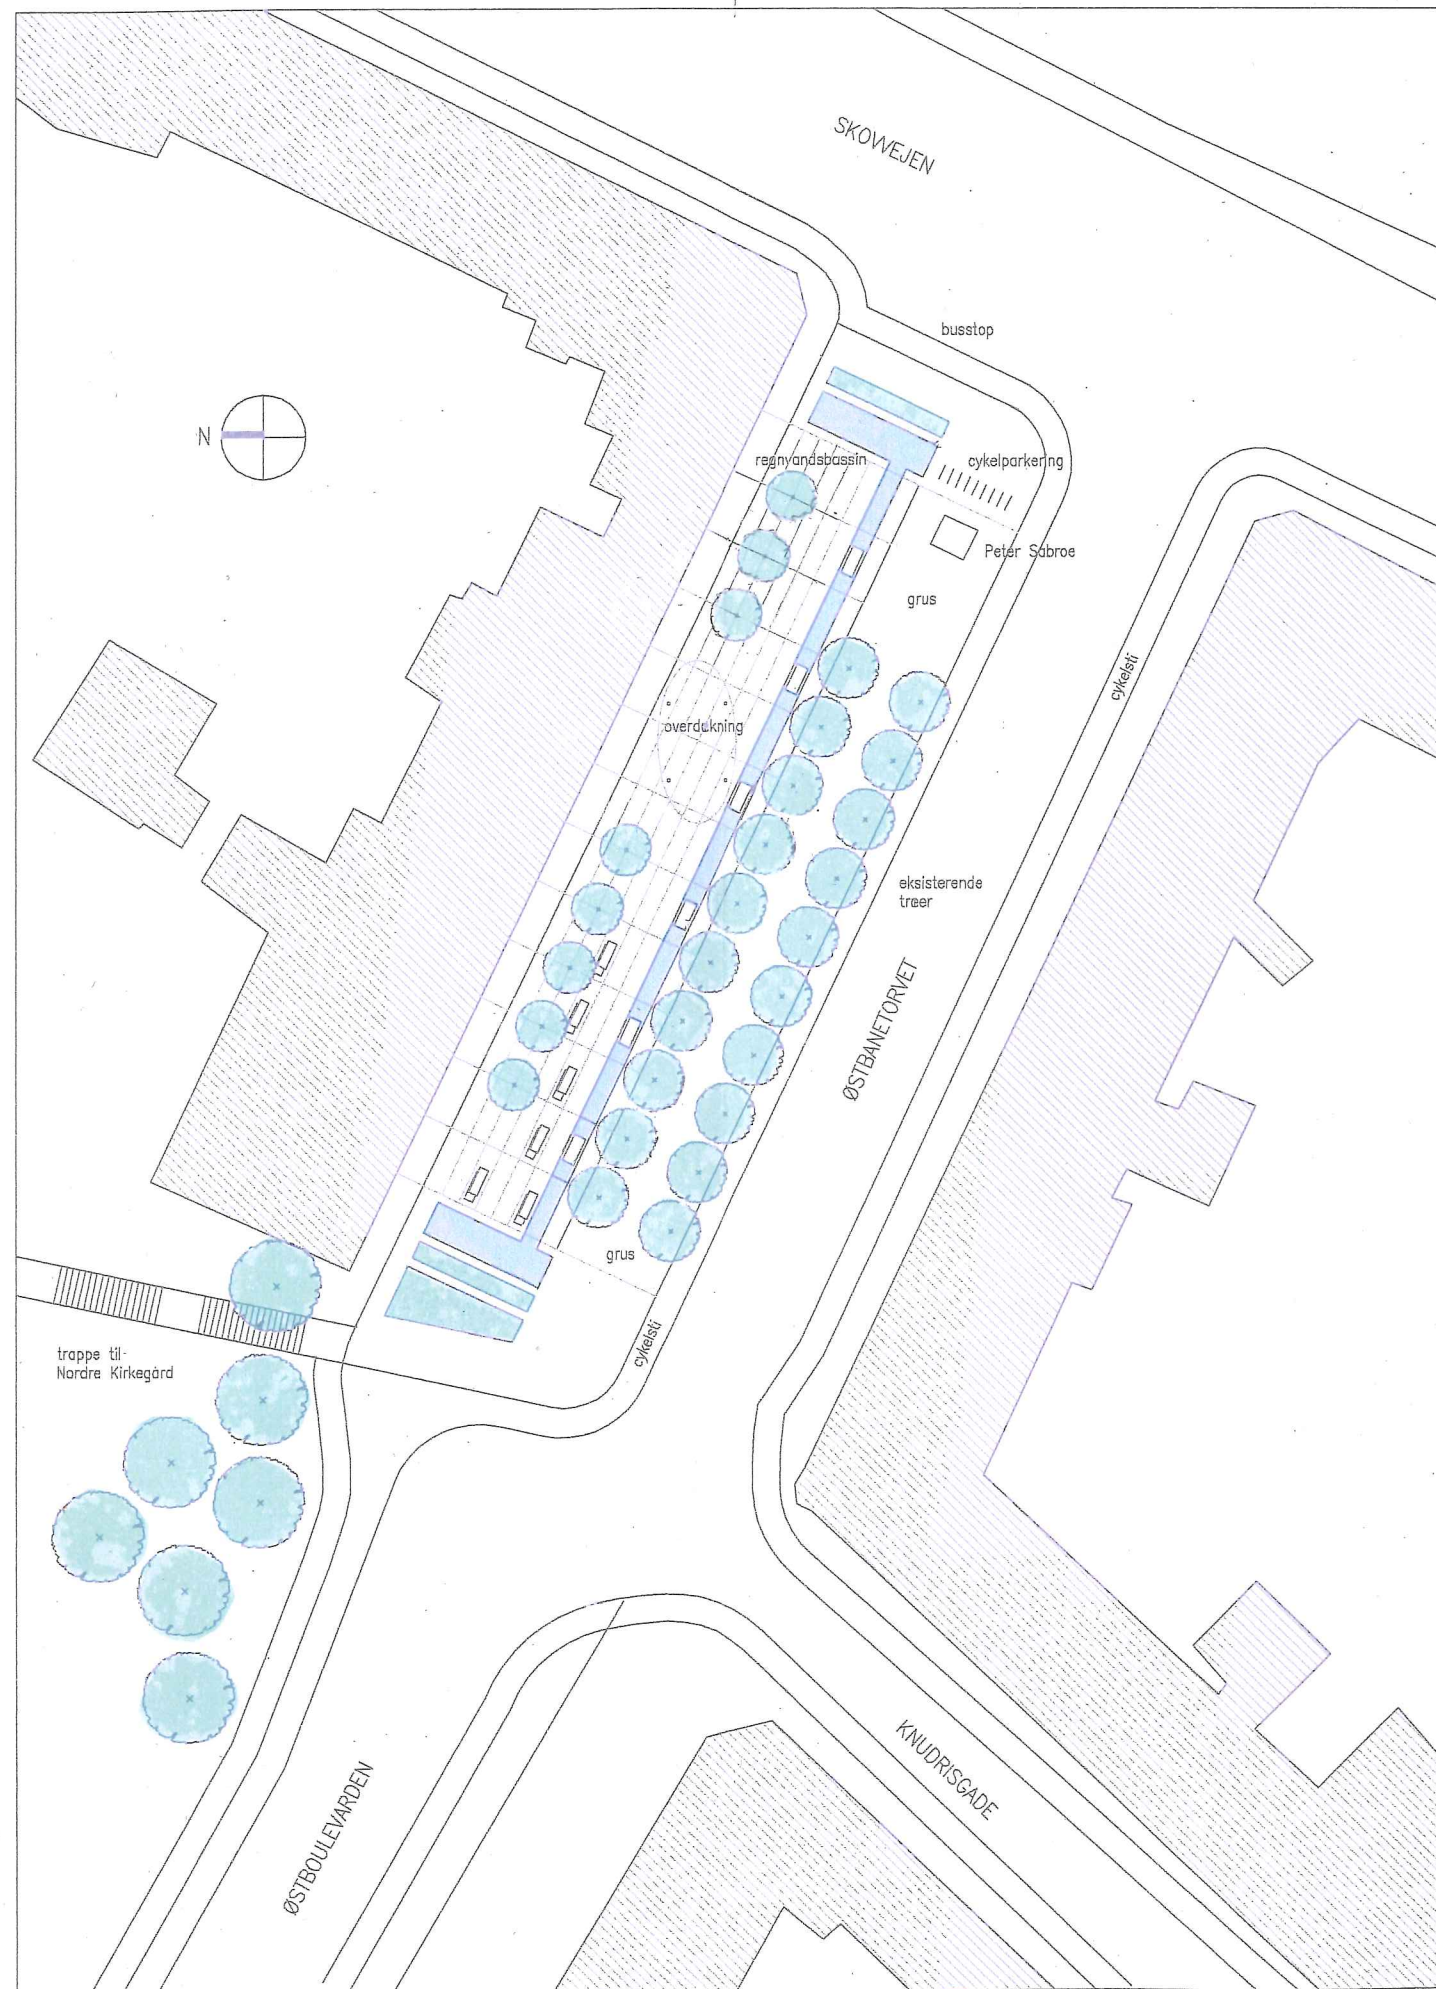 SKOVVEJEN
busstop
N
regnvandsbassin
cykelparkering
Peter Sabroe
grus
cykelsti
overdækning
eksisterende
træer
ØSTBANETORVET
grus
cykelsti
trappe til
Nordre Kirkegård
KNUDRISGADE
ØSTBOULEVARDEN